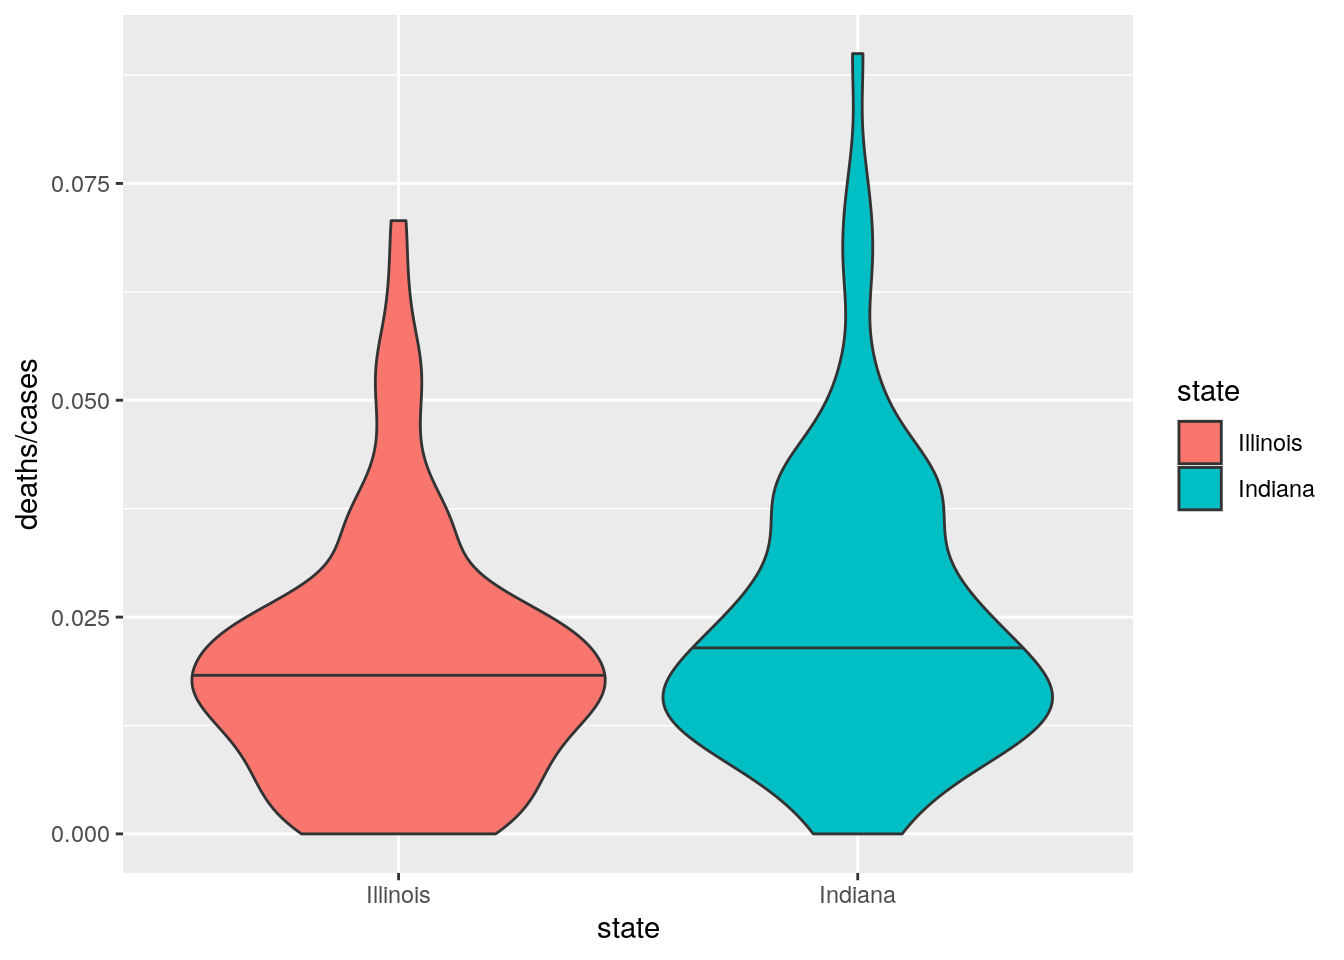 deaths/cases
0.075
0.050
0.025
0.000
Illinois
Indiana
state
state
Illinois
Indiana